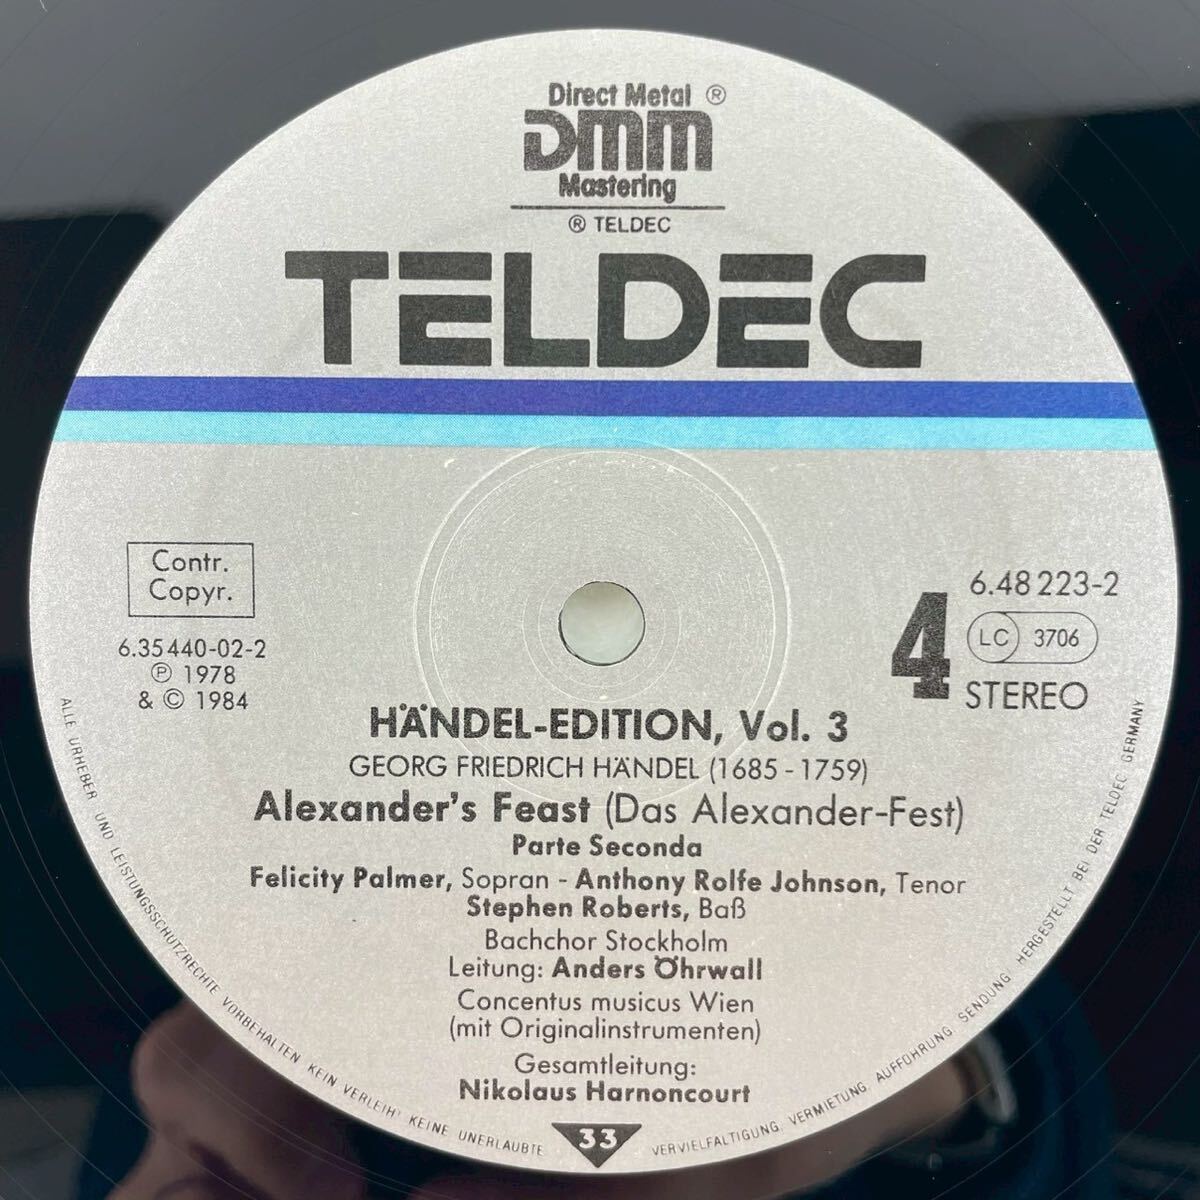 Direct Metal ®
DMM
Mastering
® TELDEC
TELDEC
Contr.
Copyr.
6.35440-02-2
℗ 1978
& © 1984
4
6.48223-2
LC 3706
STEREO
HÄNDEL-EDITION, Vol. 3
GEORG FRIEDRICH HÄNDEL (1685 - 1759)
Alexander's Feast (Das Alexander-Fest)
Parte Seconda
Felicity Palmer, Sopran - Anthony Rolfe Johnson, Tenor
Stephen Roberts, Baß
Bachchor Stockholm
Leitung: Anders Öhrwall
Concentus musicus Wien
(mit Originalinstrumenten)
Gesamtleitung:
Nikolaus Harnoncourt
33
ALLE URHEBER UND LEISTUNGSSCHUTZRECHTE VORBEHALTEN KEIN VERLEIH! KEINE UNERLAUBTE VERVIELFÄLTIGUNG, VERMIETUNG, AUFFÜHRUNG, SENDUNG HERGESTELLT BEI DER TELDEC GERMANY